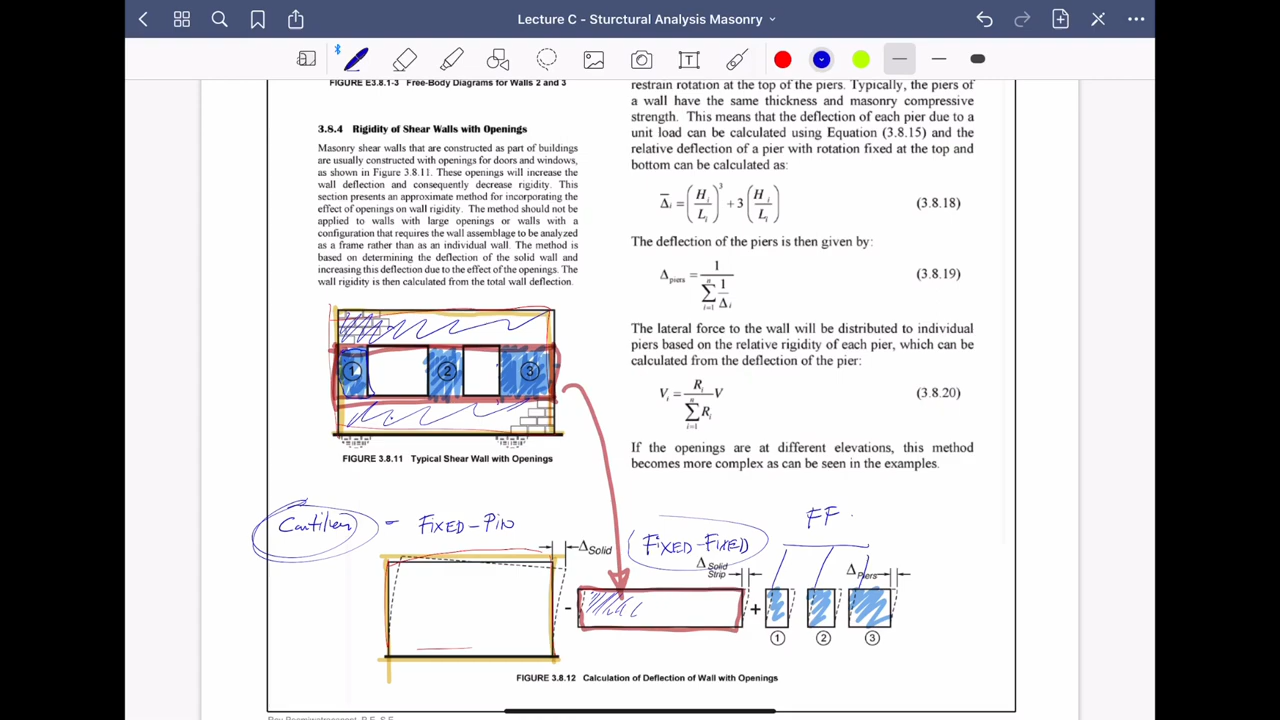 Lecture C - Sturctural Analysis Masonry
T
FIGURE E3.8.1-3 Free-Body Diagrams for Walls 2 and 3
3.8.4 Rigidity of Shear Walls with Openings
Masonry shear walls that are constructed as part of buildings
are usually constructed with openings for doors and windows,
as shown in Figure 3.8.11. These openings will increase the
wall deflection and consequently decrease rigidity. This
section presents an approximate method for incorporating the
effect of openings on wall rigidity. The method should not be
applied to walls with large openings or walls with a
configuration that requires the wall assemblage to be analyzed
as a frame rather than as an individual wall. The method is
based on determining the deflection of the solid wall and
increasing this deflection due to the effect of the openings. The
wall rigidity is then calculated from the total wall deflection.
1 2 3
FIGURE 3.8.11 Typical Shear Wall with Openings
restrain rotation at the top of the piers. Typically, the piers of
a wall have the same thickness and masonry compressive
strength. This means that the deflection of each pier due to a
unit load can be calculated using Equation (3.8.15) and the
relative deflection of a pier with rotation fixed at the top and
bottom can be calculated as:
Δ̅i = (Hi/Li)³ + 3(Hi/Li) (3.8.18)
The deflection of the piers is then given by:
Δpiers = 1/(∑ i=1 n 1/Δi) (3.8.19)
The lateral force to the wall will be distributed to individual
piers based on the relative rigidity of each pier, which can be
calculated from the deflection of the pier:
Vi = Ri/(∑ i=1 n Ri) V (3.8.20)
If the openings are at different elevations, this method
becomes more complex as can be seen in the examples.
= FIXED-PIN
FIXED-FIXED
FF
ΔSolid
ΔSolid Strip
ΔPiers
- +
1 2 3
FIGURE 3.8.12 Calculation of Deflection of Wall with Openings